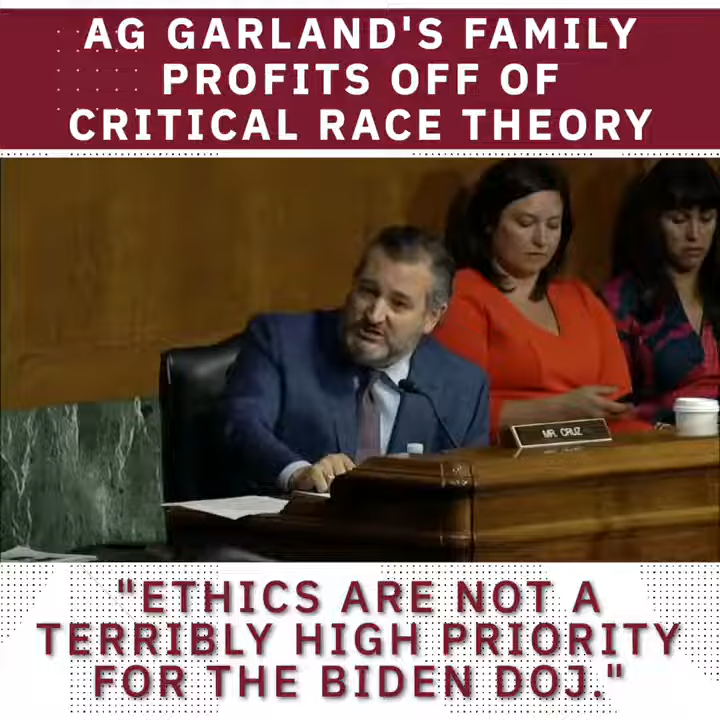 AG GARLAND'S FAMILY
PROFITS OFF OF
CRITICAL RACE THEORY
MR. CRUZ
"ETHICS ARE NOT A
TERRIBLY HIGH PRIORITY
FOR THE BIDEN DOJ."